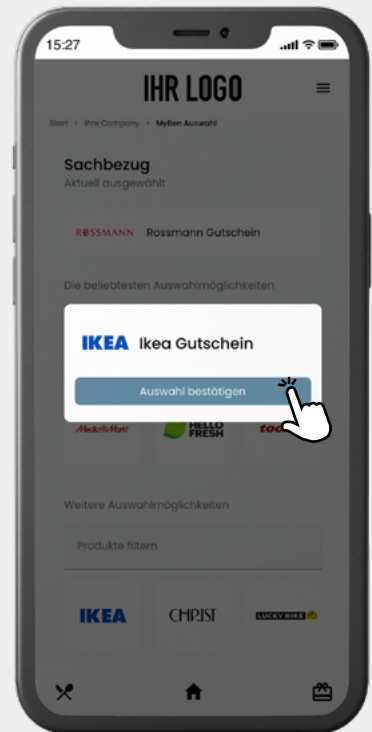 15:27
IHR LOGO
Start > Ihre Company > MyBen Auswahl
Sachbezug
Aktuell ausgewählt
ROSSMANN Rossmann Gutschein
Die beliebtesten Auswahlmöglichkeiten
IKEA Ikea Gutschein
Auswahl bestätigen
MediaMarkt HELLO
FRESH
Weitere Auswahlmöglichkeiten
Produkte filtern
IKEA CHRIST LUCKY BIKE